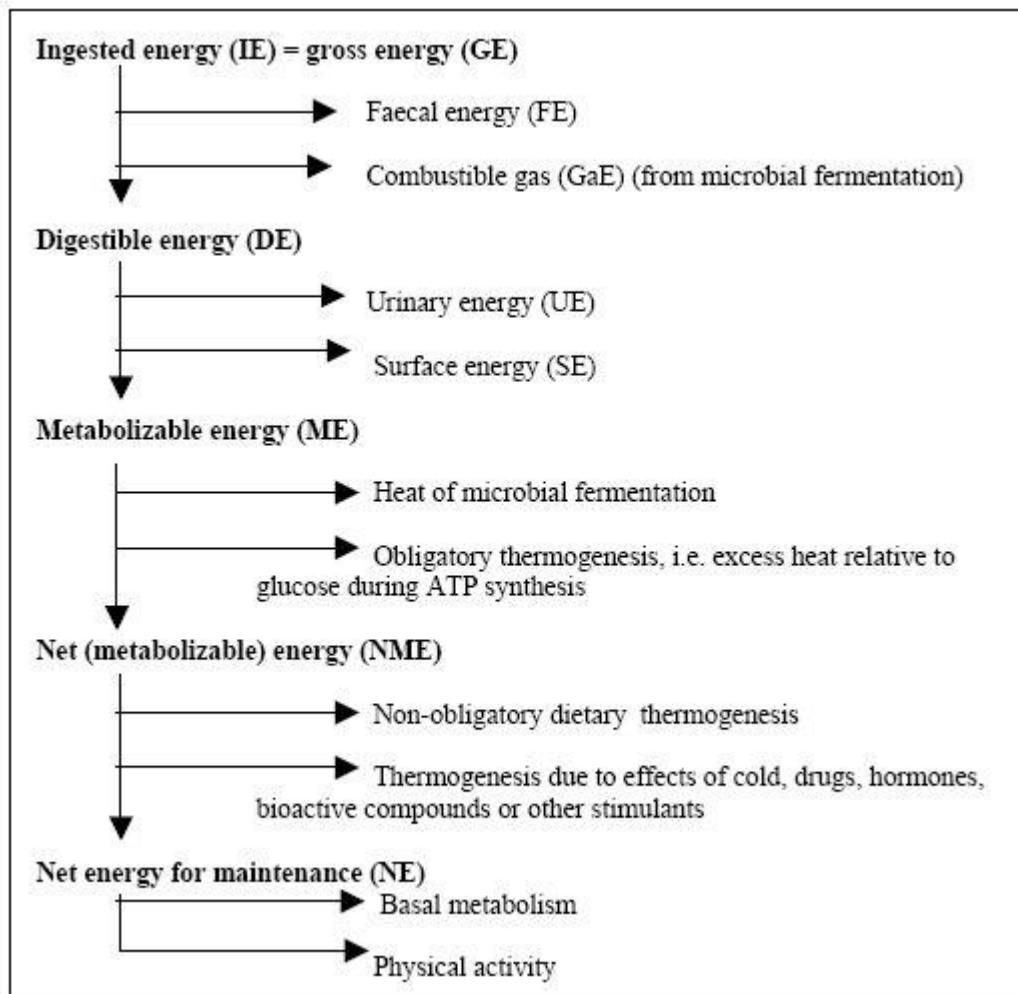 Ingested energy (IE) = gross energy (GE)
Faecal energy (FE)
Combustible gas (GaE) (from microbial fermentation)
Digestible energy (DE)
Urinary energy (UE)
Surface energy (SE)
Metabolizable energy (ME)
Heat of microbial fermentation
Obligatory thermogenesis, i.e. excess heat relative to
glucose during ATP synthesis
Net (metabolizable) energy (NME)
Non-obligatory dietary thermogenesis
Thermogenesis due to effects of cold, drugs, hormones,
bioactive compounds or other stimulants
Net energy for maintenance (NE)
Basal metabolism
Physical activity